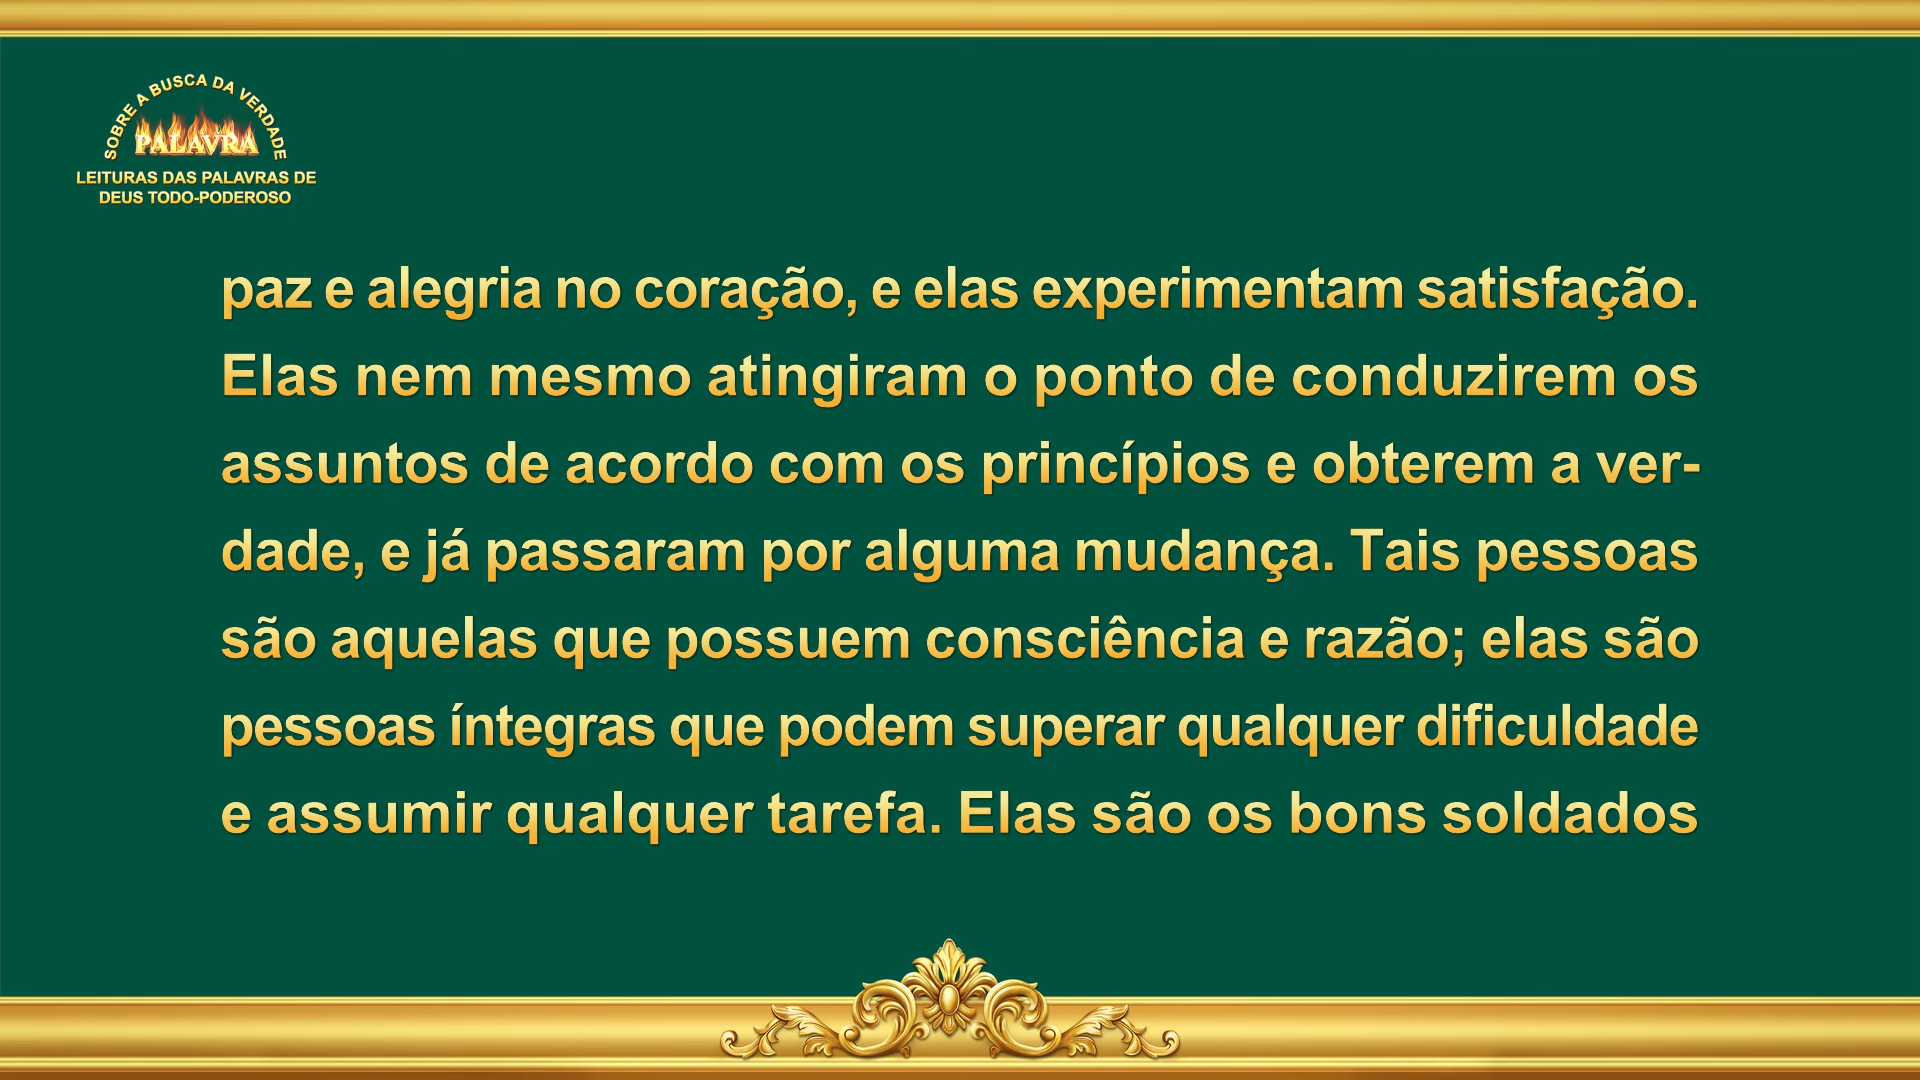 SOBRE A BUSCA DA VERDADE
PALAVRA
LEITURAS DAS PALAVRAS DE
DEUS TODO-PODEROSO
paz e alegria no coração, e elas experimentam satisfação.
Elas nem mesmo atingiram o ponto de conduzirem os
assuntos de acordo com os princípios e obterem a ver-
dade, e já passaram por alguma mudança. Tais pessoas
são aquelas que possuem consciência e razão; elas são
pessoas íntegras que podem superar qualquer dificuldade
e assumir qualquer tarefa. Elas são os bons soldados